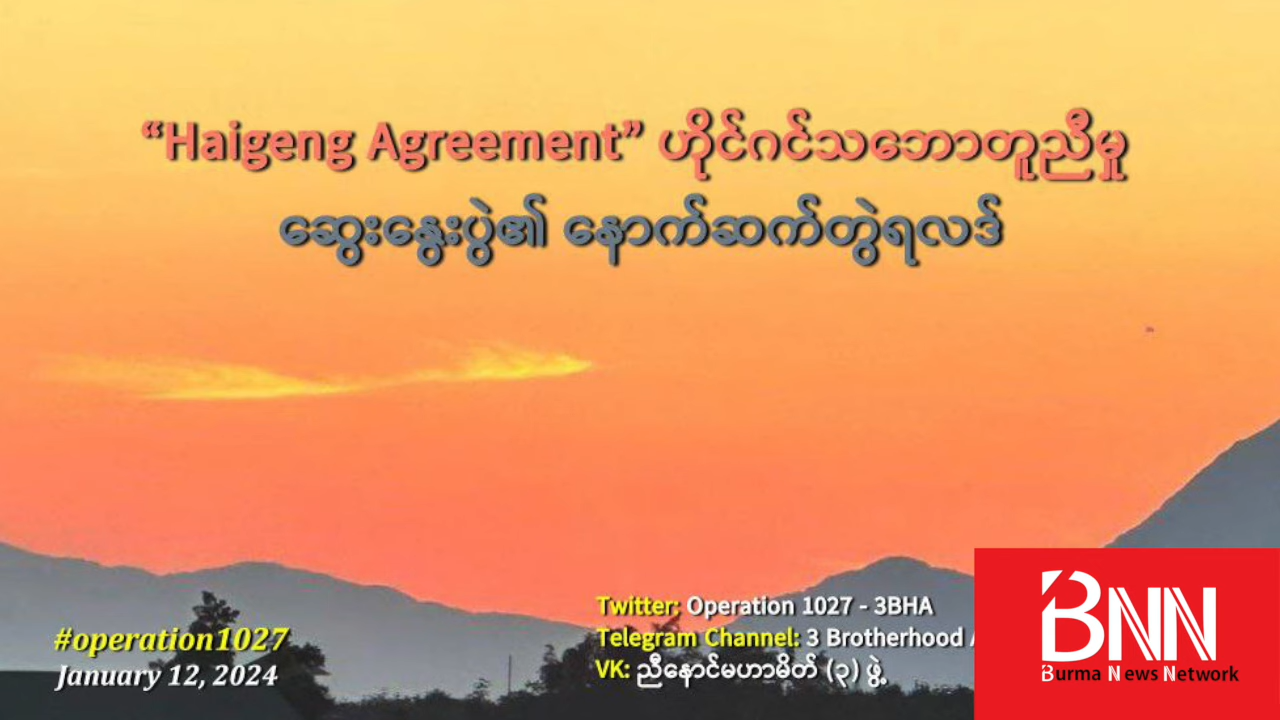 “Haigeng Agreement” ဟိုင်ဂင်သဘောတူညီမှု
ဆွေးနွေးပွဲ၏ နောက်ဆက်တွဲရလဒ်
Twitter: Operation 1027 - 3BHA
Telegram Channel: 3 Brotherhood
VK: ညီနောင်မဟာမိတ် (၃) ဖွဲ့
#operation1027
January 12, 2024
BNN
Burma News Network